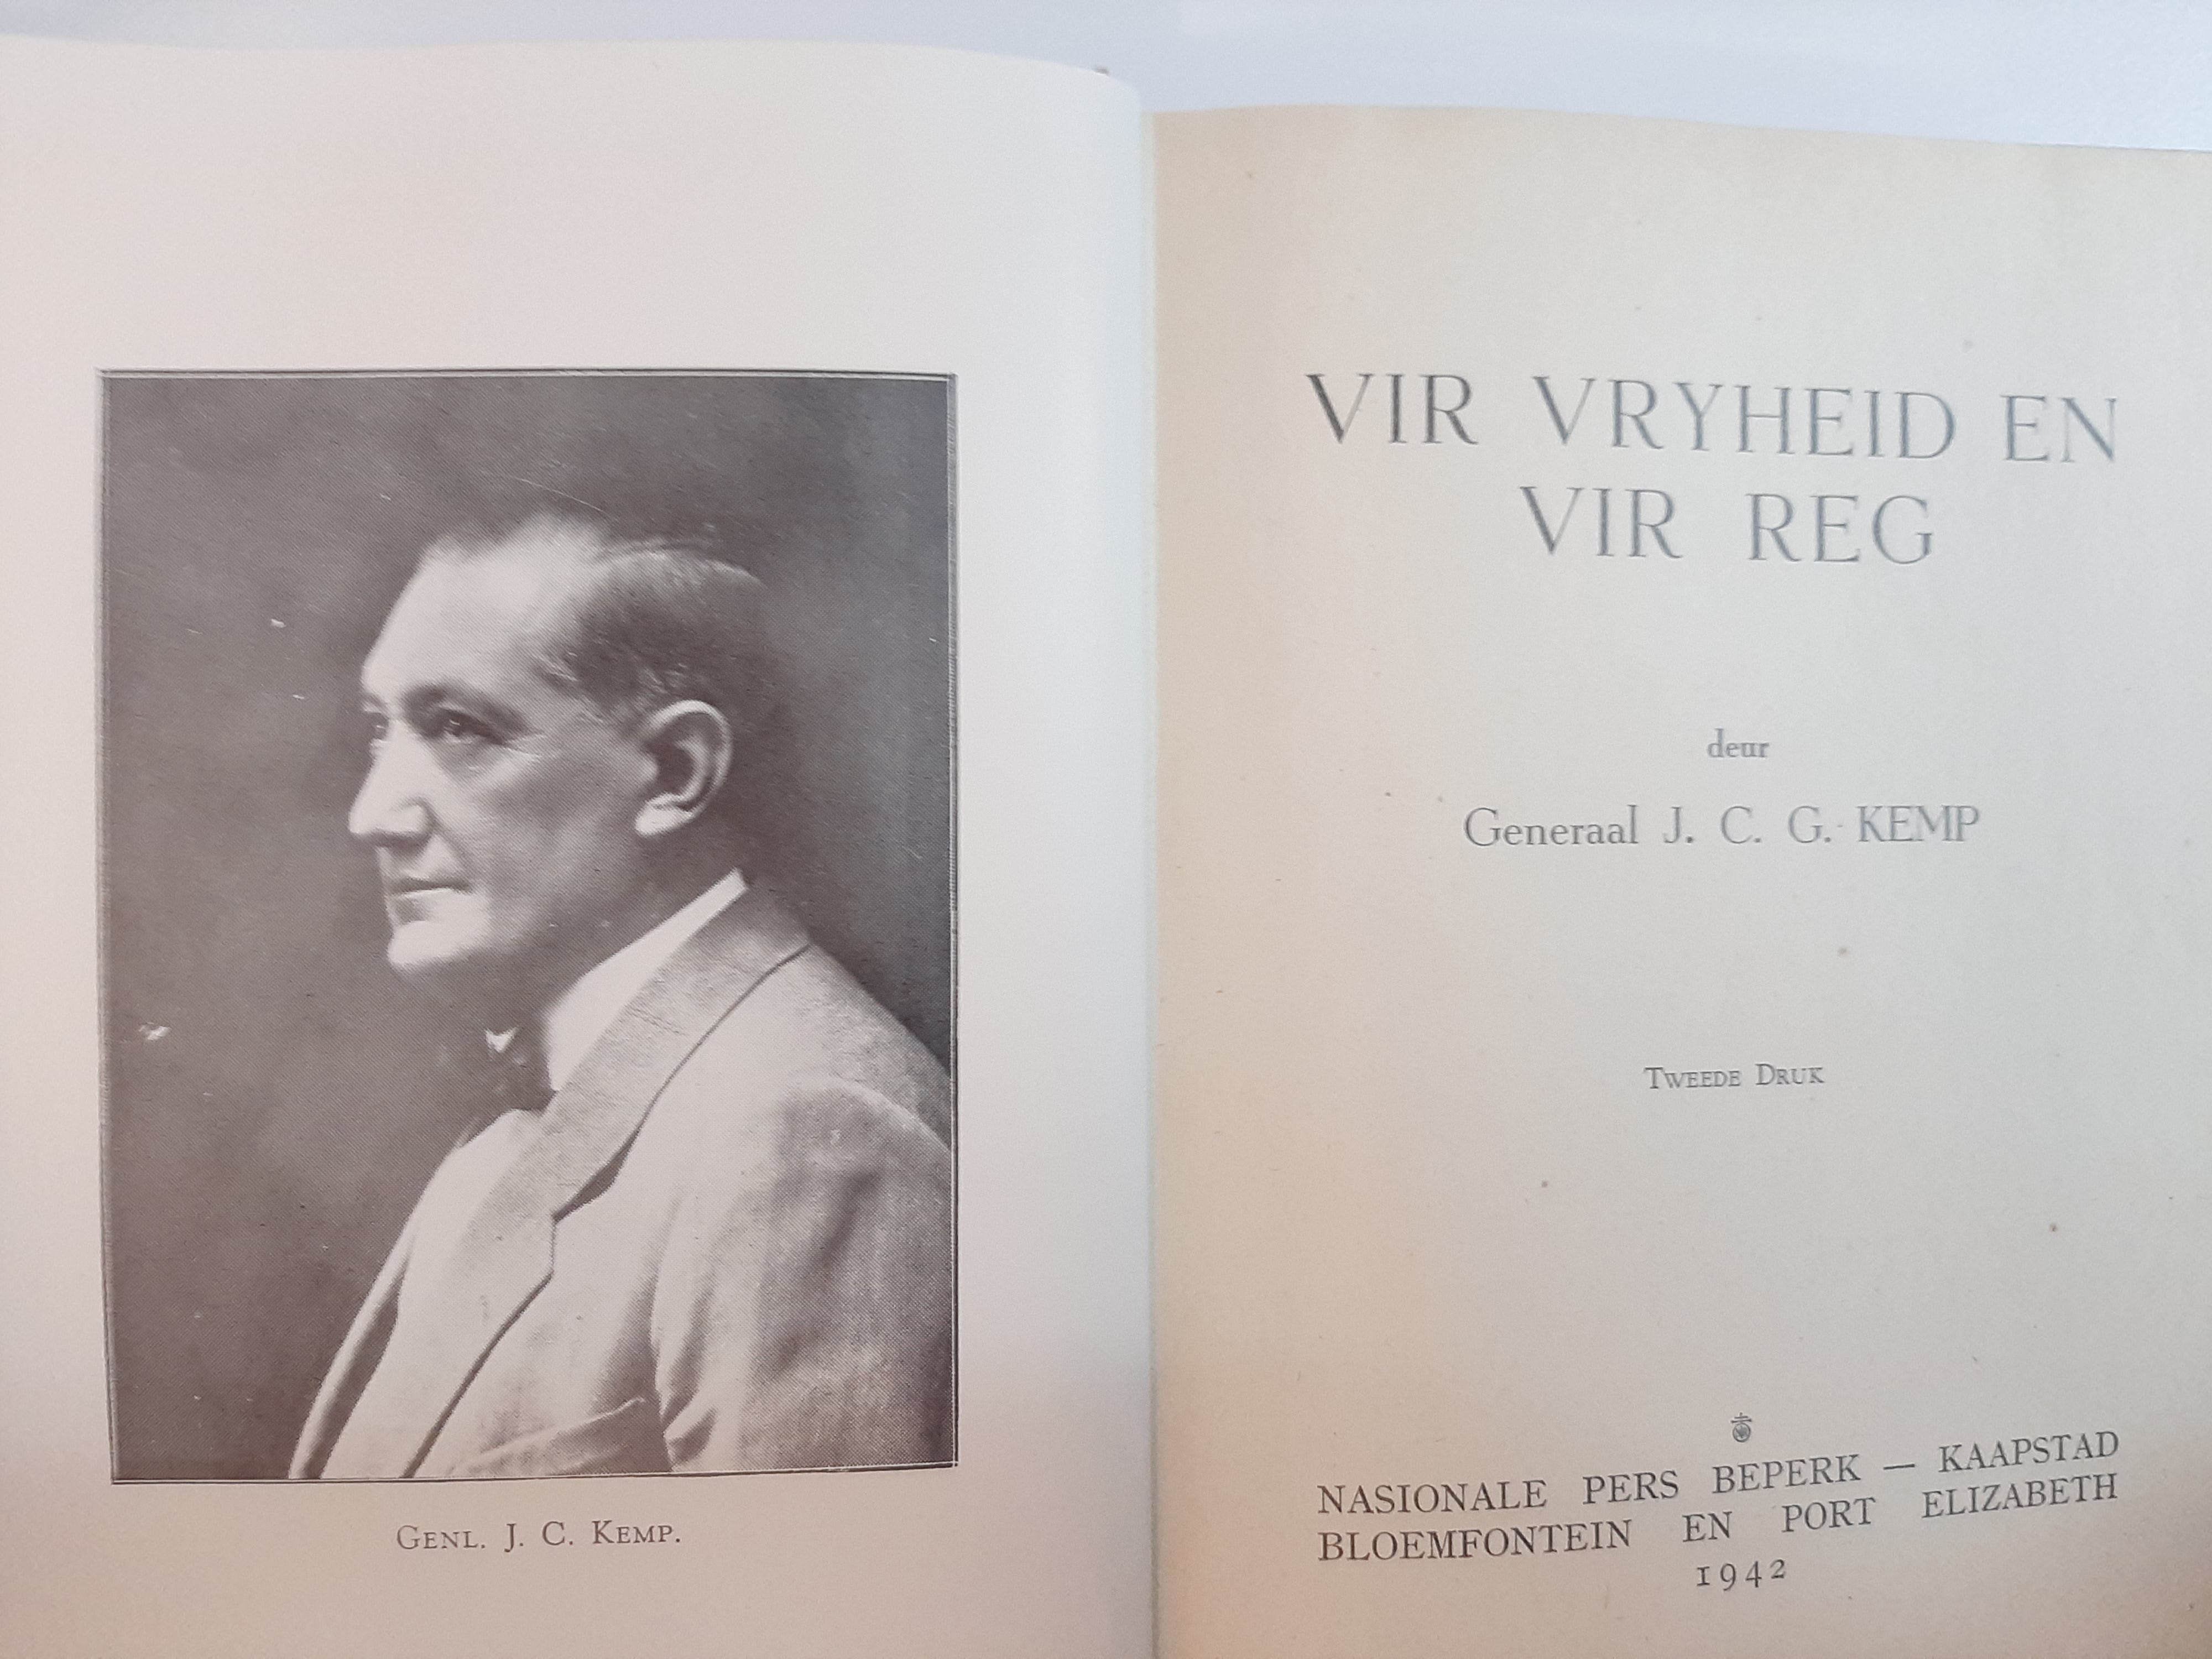 GENL. J. C. KEMP.
VIR VRYHEID EN
VIR REG
deur
Generaal J. C. G. KEMP
TWEEDE DRUK
NASIONALE PERS BEPERK — KAAPSTAD
BLOEMFONTEIN EN PORT ELIZABETH
1942